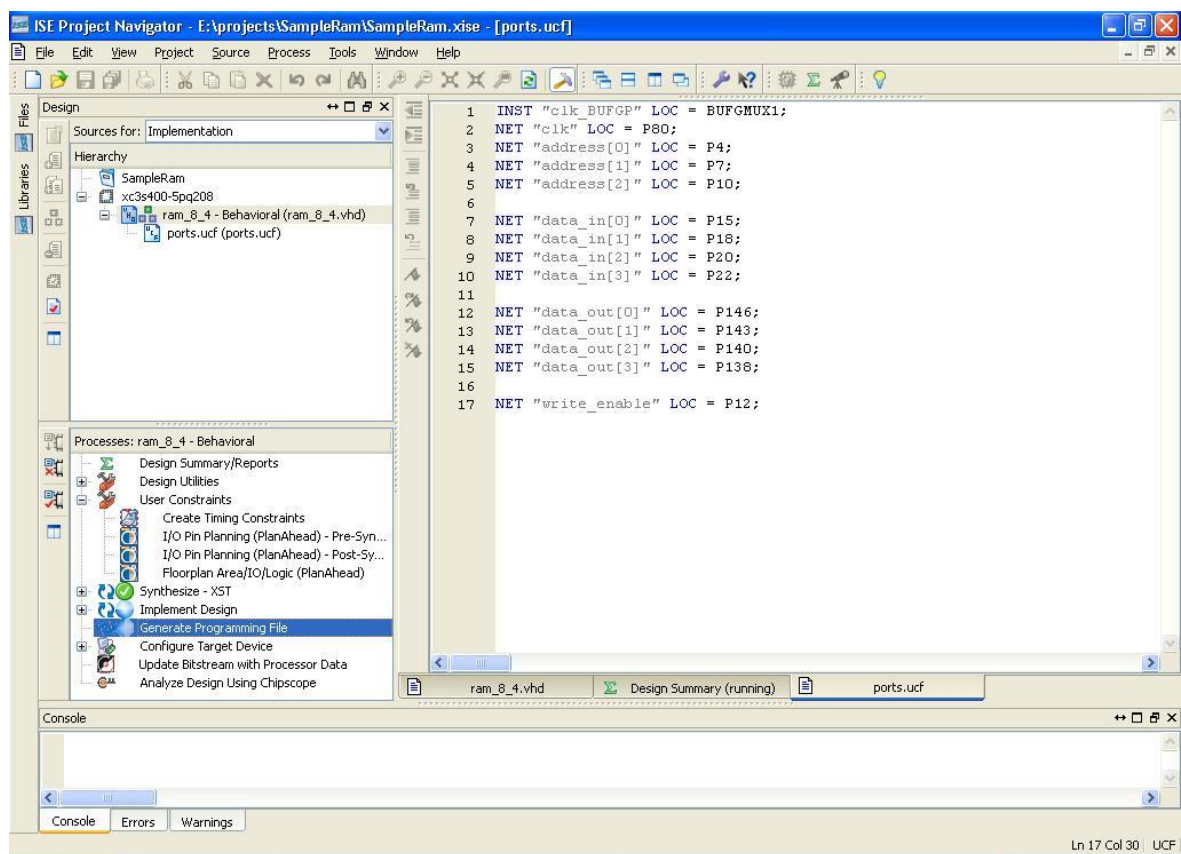 ISE Project Navigator - E:\projects\SampleRam\SampleRam.xise - [ports.ucf]
File Edit View Project Source Process Tools Window Help
Files
Libraries
Design
Sources for: Implementation
Hierarchy
SampleRam
xc3s400-5pq208
ram_8_4 - Behavioral (ram_8_4.vhd)
ports.ucf (ports.ucf)
Processes: ram_8_4 - Behavioral
Design Summary/Reports
Design Utilities
User Constraints
Create Timing Constraints
I/O Pin Planning (PlanAhead) - Pre-Syn...
I/O Pin Planning (PlanAhead) - Post-Sy...
Floorplan Area/IO/Logic (PlanAhead)
Synthesize - XST
Implement Design
Generate Programming File
Configure Target Device
Update Bitstream with Processor Data
Analyze Design Using Chipscope
1 INST "clk_BUFGP" LOC = BUFGMUX1;
2 NET "clk" LOC = P80;
3 NET "address[0]" LOC = P4;
4 NET "address[1]" LOC = P7;
5 NET "address[2]" LOC = P10;
6
7 NET "data_in[0]" LOC = P15;
8 NET "data_in[1]" LOC = P18;
9 NET "data_in[2]" LOC = P20;
10 NET "data_in[3]" LOC = P22;
11
12 NET "data_out[0]" LOC = P146;
13 NET "data_out[1]" LOC = P143;
14 NET "data_out[2]" LOC = P140;
15 NET "data_out[3]" LOC = P138;
16
17 NET "write_enable" LOC = P12;
ram_8_4.vhd Design Summary (running) ports.ucf
Console
Console Errors Warnings
Ln 17 Col 30 UCF